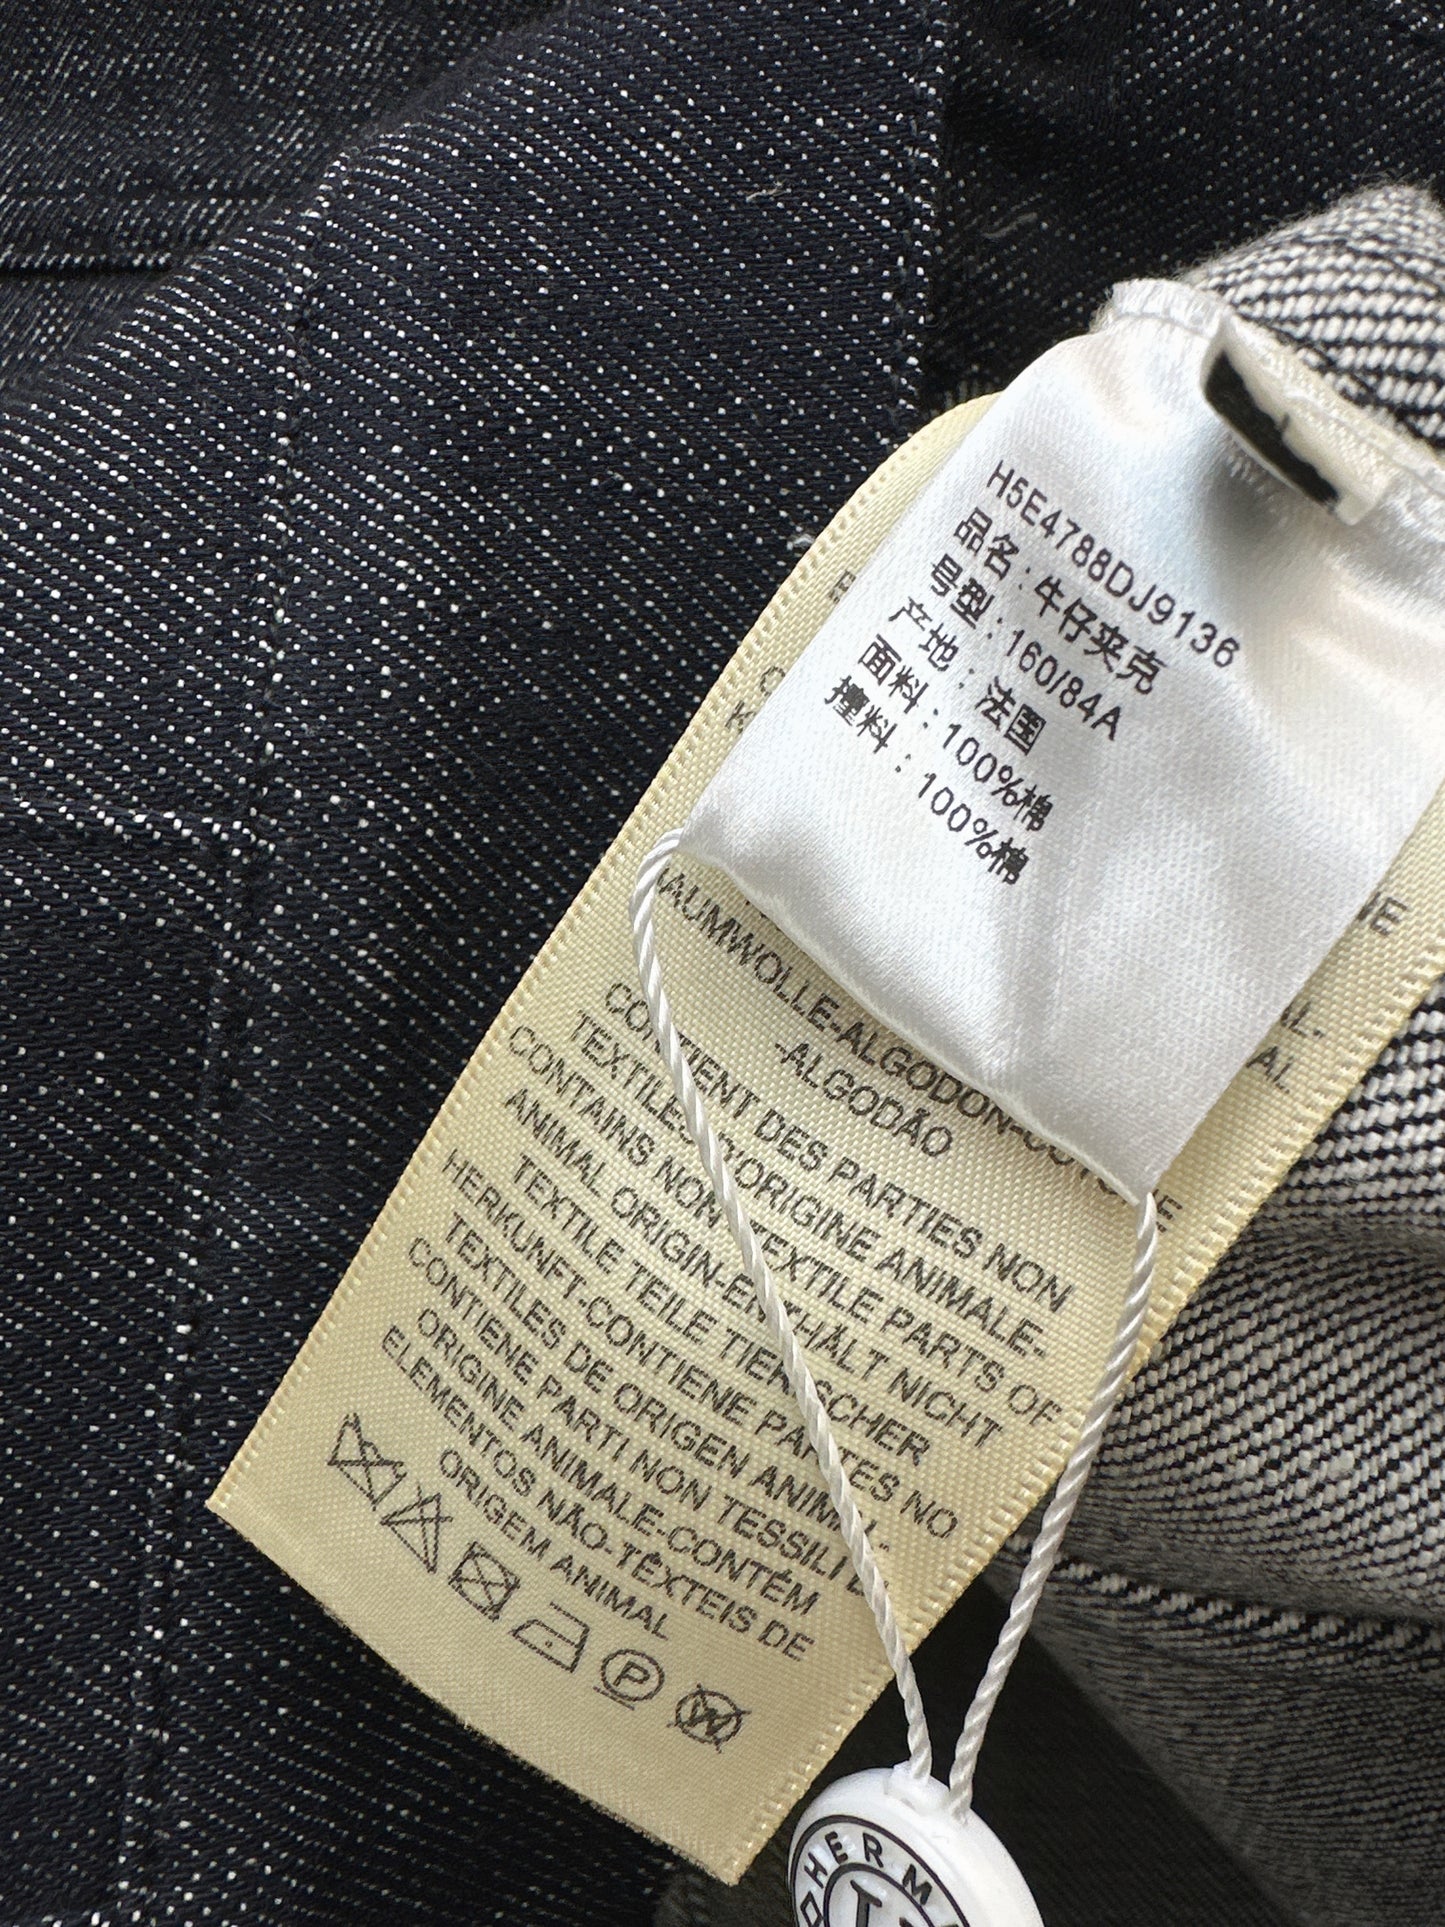 H5E4788DJ9136
品名：牛仔夹克
号型：160/84A
产地：法国
面料：100%棉
撞料：100%棉
BAUMWOLLE-ALGODON-COTONE
-ALGODÃO
CONTIENT DES PARTIES NON
TEXTILES D'ORIGINE ANIMALE-
CONTAINS NON-TEXTILE PARTS OF
ANIMAL ORIGIN-ENTHÄLT NICHT
TEXTILE TEILE TIERISCHER
HERKUNFT-CONTIENE PARTES NO
TEXTILES DE ORIGEN ANIMAL-
CONTIENE PARTI NON TESSILI DI
ORIGINE ANIMALE-CONTÉM
ELEMENTOS NÃO-TÊXTEIS DE
ORIGEM ANIMAL
P
W